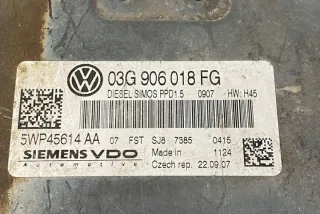 03G 906 018 FG
DIESEL SIMOS PPD1.5 0907 HW: H45
5WP45614 AA 07 FST SJ8 7385 0415
SIEMENS VDO Made in 1124
Automotive Czech rep. 22.09.07